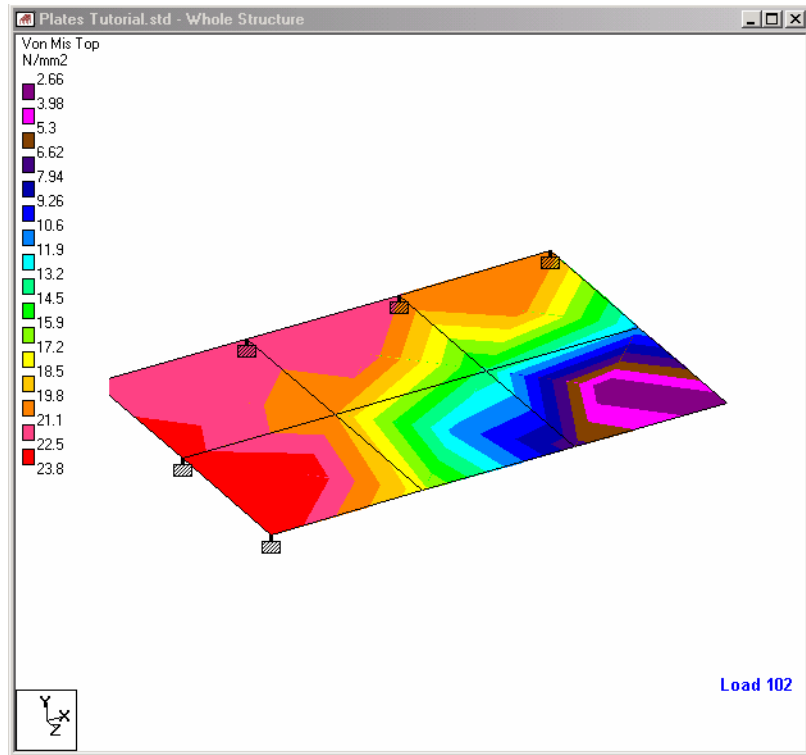 Plates Tutorial.std - Whole Structure
Von Mis Top
N/mm2
2.66
3.98
5.3
6.62
7.94
9.26
10.6
11.9
13.2
14.5
15.9
17.2
18.5
19.8
21.1
22.5
23.8
Load 102
Y
X
Z